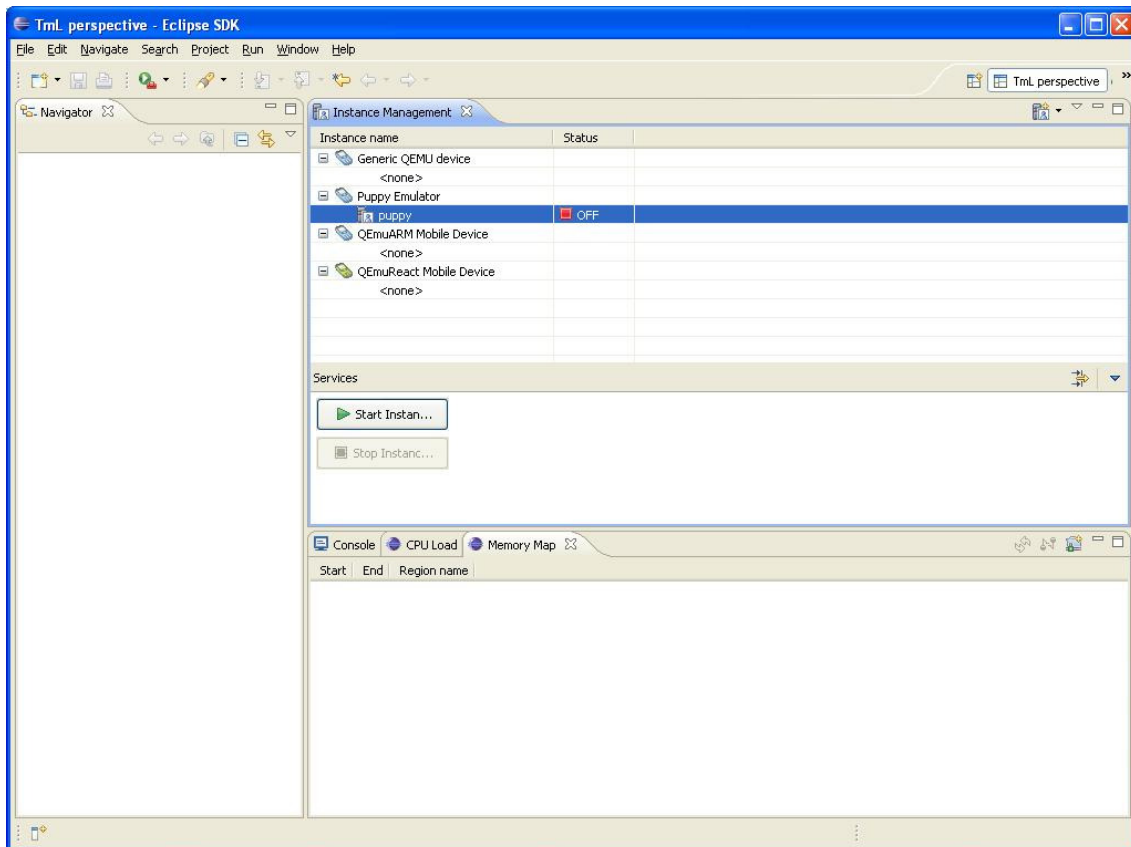 TmL perspective - Eclipse SDK
File Edit Navigate Search Project Run Window Help
TmL perspective
Navigator
Instance Management
Instance name Status
Generic QEMU device
<none>
Puppy Emulator
puppy OFF
QEmuARM Mobile Device
<none>
QEmuReact Mobile Device
<none>
Services
Start Instan...
Stop Instanc...
Console CPU Load Memory Map
Start End Region name